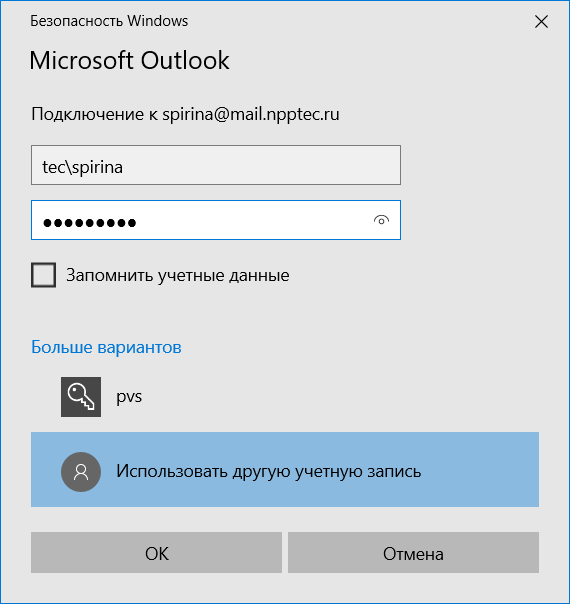 Безопасность Windows
Microsoft Outlook
Подключение к spirina@mail.npptec.ru
tec\spirina
●●●●●●●●●
Запомнить учетные данные
Больше вариантов
pvs
Использовать другую учетную запись
ОК
Отмена